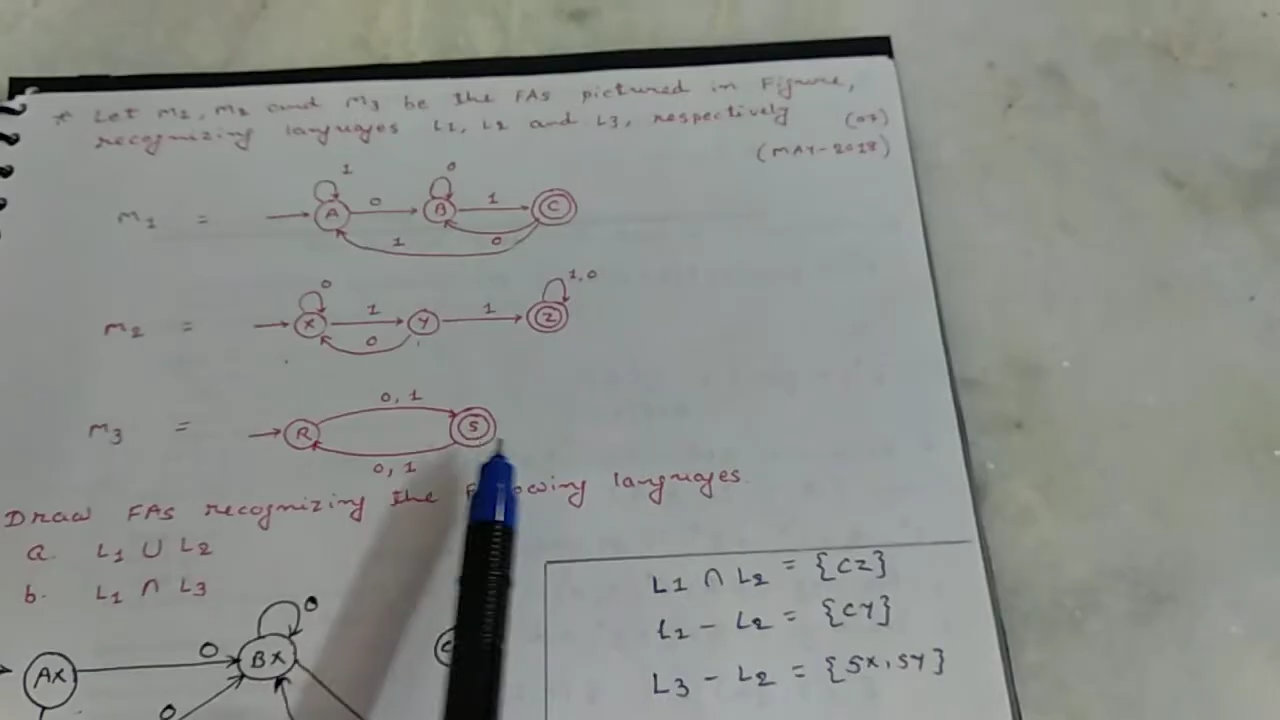 * Let M1, M2 and M3 be the FAs pictured in Figure,
recognizing languages L1, L2 and L3, respectively (07)
(MAY-2018)
1 0
M1 = A 0 B 1 C
1 0
0 1,0
M2 = X 1 Y 1 Z
0
0, 1
M3 = R S
0, 1
Draw FAs recognizing the languages.
a. L1 ∪ L2
b. L1 ∩ L3
L1 ∩ L2 = {CZ}
L1 - L2 = {CY}
L3 - L2 = {SX, SY}
0
AX 0 BX
0